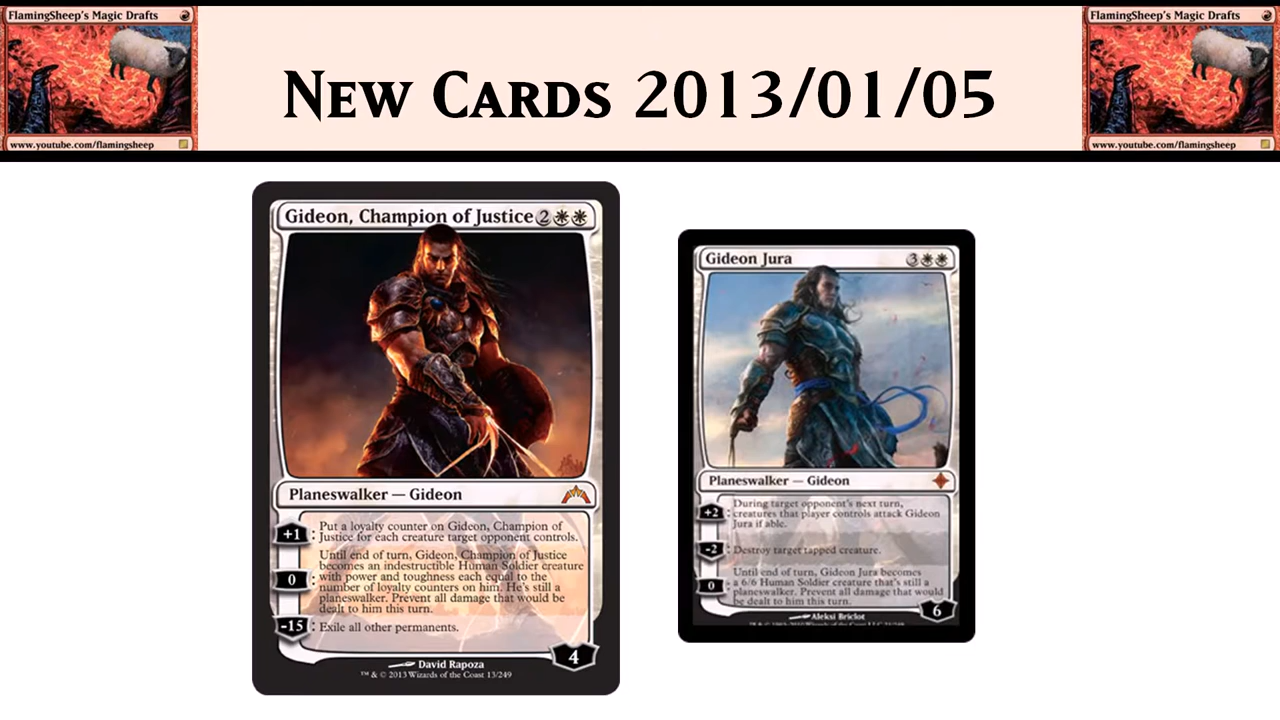 FlamingSheep's Magic Drafts
www.youtube.com/flamingsheep
New Cards 2013/01/05
FlamingSheep's Magic Drafts
www.youtube.com/flamingsheep
Gideon, Champion of Justice 2
Planeswalker — Gideon
+1: Put a loyalty counter on Gideon, Champion of
Justice for each creature target opponent controls.
Until end of turn, Gideon, Champion of Justice
becomes an indestructible Human Soldier creature
0: with power and toughness each equal to the
number of loyalty counters on him. He's still a
planeswalker. Prevent all damage that would be
dealt to him this turn.
-15: Exile all other permanents.
4
David Rapoza
™ & © 2013 Wizards of the Coast 13/249
Gideon Jura 3
Planeswalker — Gideon
During target opponent's next turn,
+2: creatures that player controls attack Gideon
Jura if able.
-2: Destroy target tapped creature.
Until end of turn, Gideon Jura becomes
0: a 6/6 Human Soldier creature that's still a
planeswalker. Prevent all damage that would
be dealt to him this turn.
6
Aleksi Briclot